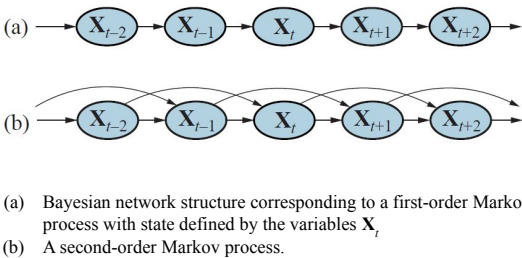 (a) X_{t–2} X_{t–1} X_t X_{t+1} X_{t+2}
(b) X_{t–2} X_{t–1} X_t X_{t+1} X_{t+2}
(a) Bayesian network structure corresponding to a first-order Marko
process with state defined by the variables X_t
(b) A second-order Markov process.